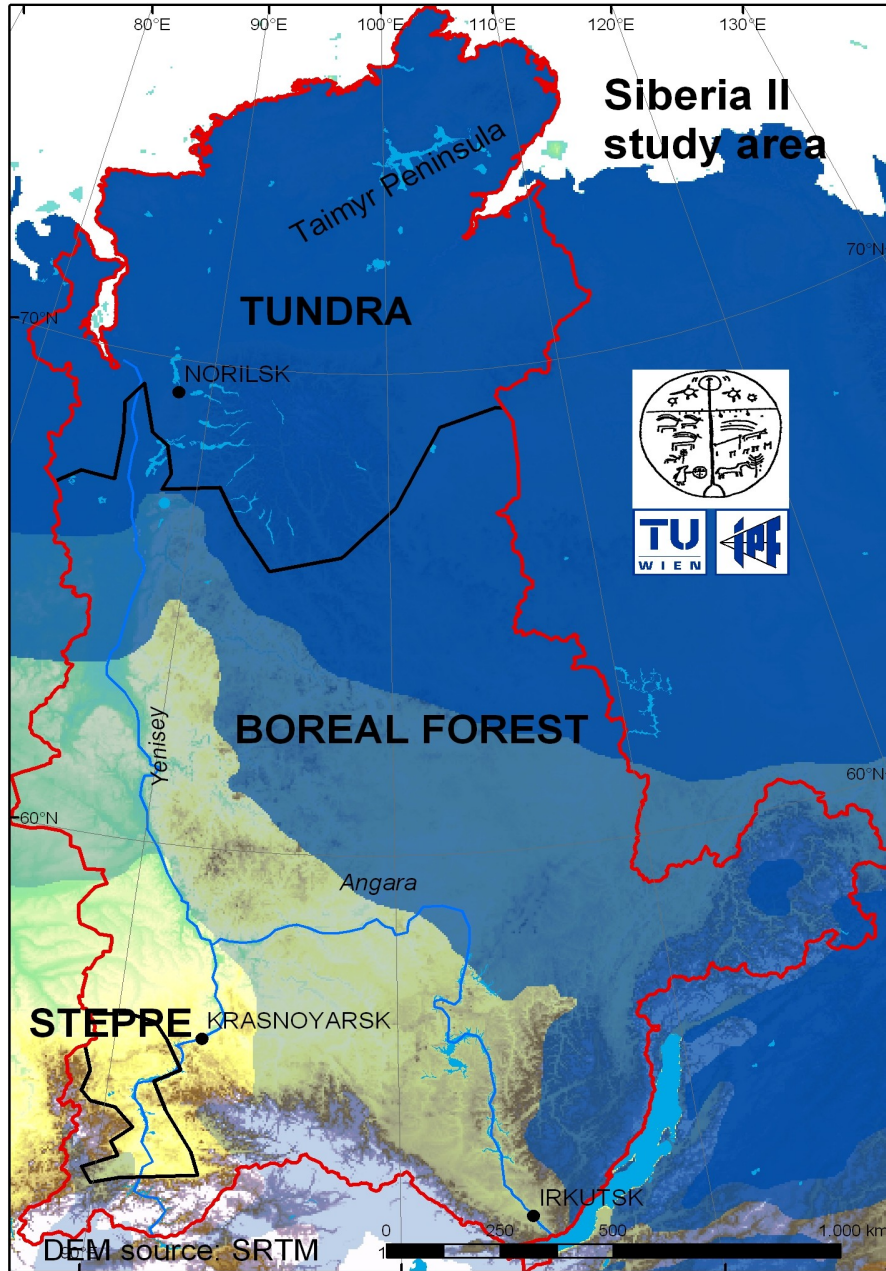 80°E
90°E
100°E
110°E
120°E
130°E
Siberia II
study area
Taimyr Peninsula
70°N
70°N
TUNDRA
NORILSK
TU
WIEN
ipf
BOREAL FOREST
Yenisey
60°N
60°N
Angara
STEPPE
KRASNOYARSK
IRKUTSK
0
250
500
1.000 km
DEM source: SRTM